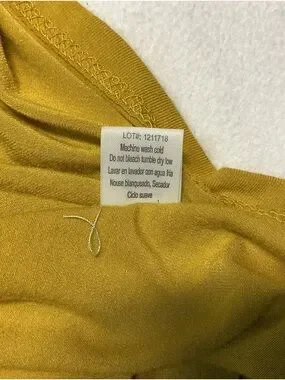 LOT#: 1211718
Machine wash cold
Do not bleach tumble dry low
Lavar en lavador con agua fria
Nouse blanqueado, Secador
Ciclo suave